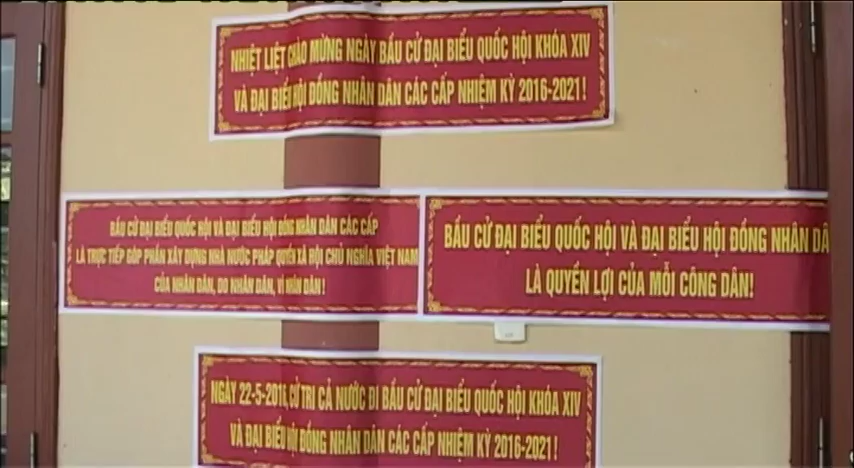 NHIỆT LIỆT CHÀO MỪNG NGÀY BẦU CỬ ĐẠI BIỂU QUỐC HỘI KHÓA XIV
VÀ ĐẠI BIỂU HỘI ĐỒNG NHÂN DÂN CÁC CẤP NHIỆM KỲ 2016-2021!
BẦU CỬ ĐẠI BIỂU QUỐC HỘI VÀ ĐẠI BIỂU HỘI ĐỒNG NHÂN DÂN CÁC CẤP
LÀ TRỰC TIẾP GÓP PHẦN XÂY DỰNG NHÀ NƯỚC PHÁP QUYỀN XÃ HỘI CHỦ NGHĨA VIỆT NAM
CỦA NHÂN DÂN, DO NHÂN DÂN, VÌ NHÂN DÂN!
BẦU CỬ ĐẠI BIỂU QUỐC HỘI VÀ ĐẠI BIỂU HỘI ĐỒNG NHÂN DÂ
LÀ QUYỀN LỢI CỦA MỖI CÔNG DÂN!
NGÀY 22-5-2016, CỬ TRI CẢ NƯỚC ĐI BẦU CỬ ĐẠI BIỂU QUỐC HỘI KHÓA XIV
VÀ ĐẠI BIỂU HỘI ĐỒNG NHÂN DÂN CÁC CẤP NHIỆM KỲ 2016-2021!